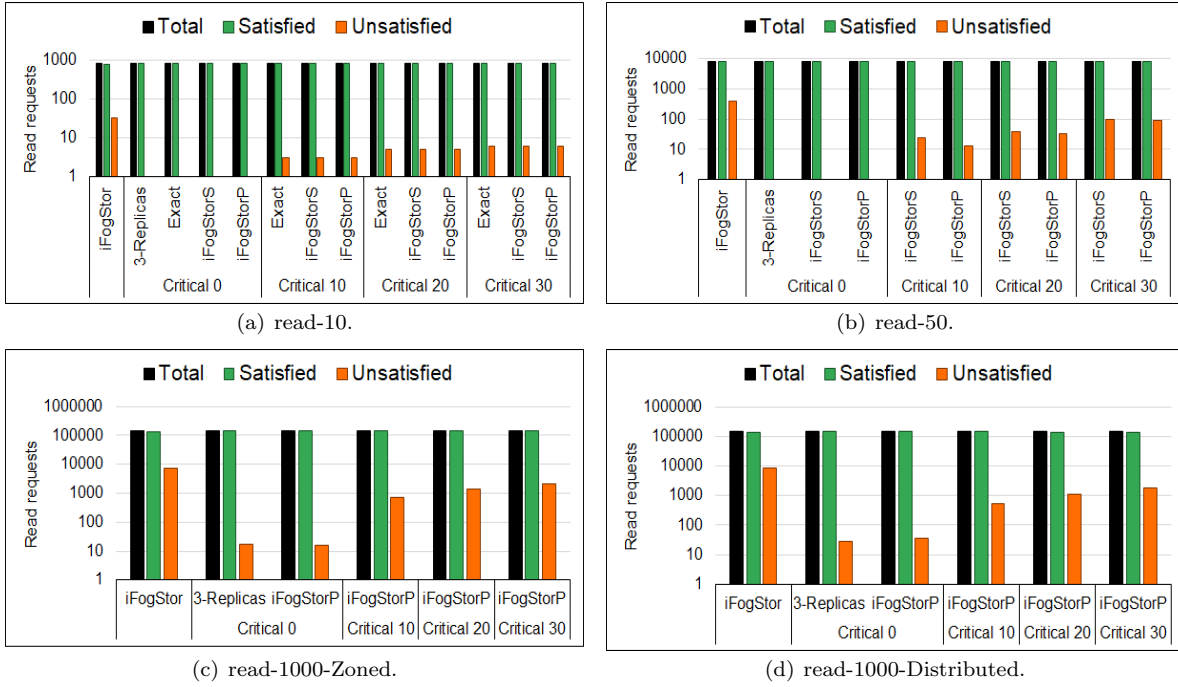 Total Satisfied Unsatisfied
Read requests
1000
100
10
1
iFogStor
3-Replicas
Exact
iFogStorS
iFogStorP
Exact
iFogStorS
iFogStorP
Exact
iFogStorS
iFogStorP
Exact
iFogStorS
iFogStorP
Critical 0 Critical 10 Critical 20 Critical 30
(a) read-10.
Total Satisfied Unsatisfied
Read requests
10000
1000
100
10
1
iFogStor
3-Replicas
iFogStorS
iFogStorP
iFogStorS
iFogStorP
iFogStorS
iFogStorP
iFogStorS
iFogStorP
Critical 0 Critical 10 Critical 20 Critical 30
(b) read-50.
Total Satisfied Unsatisfied
Read requests
1000000
100000
10000
1000
100
10
1
iFogStor 3-Replicas iFogStorP iFogStorP iFogStorP iFogStorP
Critical 0 Critical 10 Critical 20 Critical 30
(c) read-1000-Zoned.
Total Satisfied Unsatisfied
Read requests
1000000
100000
10000
1000
100
10
1
iFogStor 3-Replicas iFogStorP iFogStorP iFogStorP iFogStorP
Critical 0 Critical 10 Critical 20 Critical 30
(d) read-1000-Distributed.